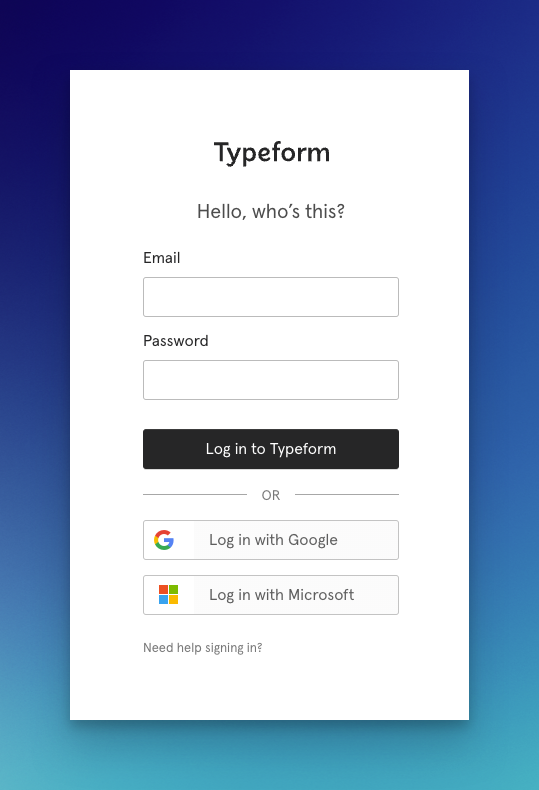 Typeform
Hello, who’s this?
Email
Password
Log in to Typeform
OR
Log in with Google
Log in with Microsoft
Need help signing in?